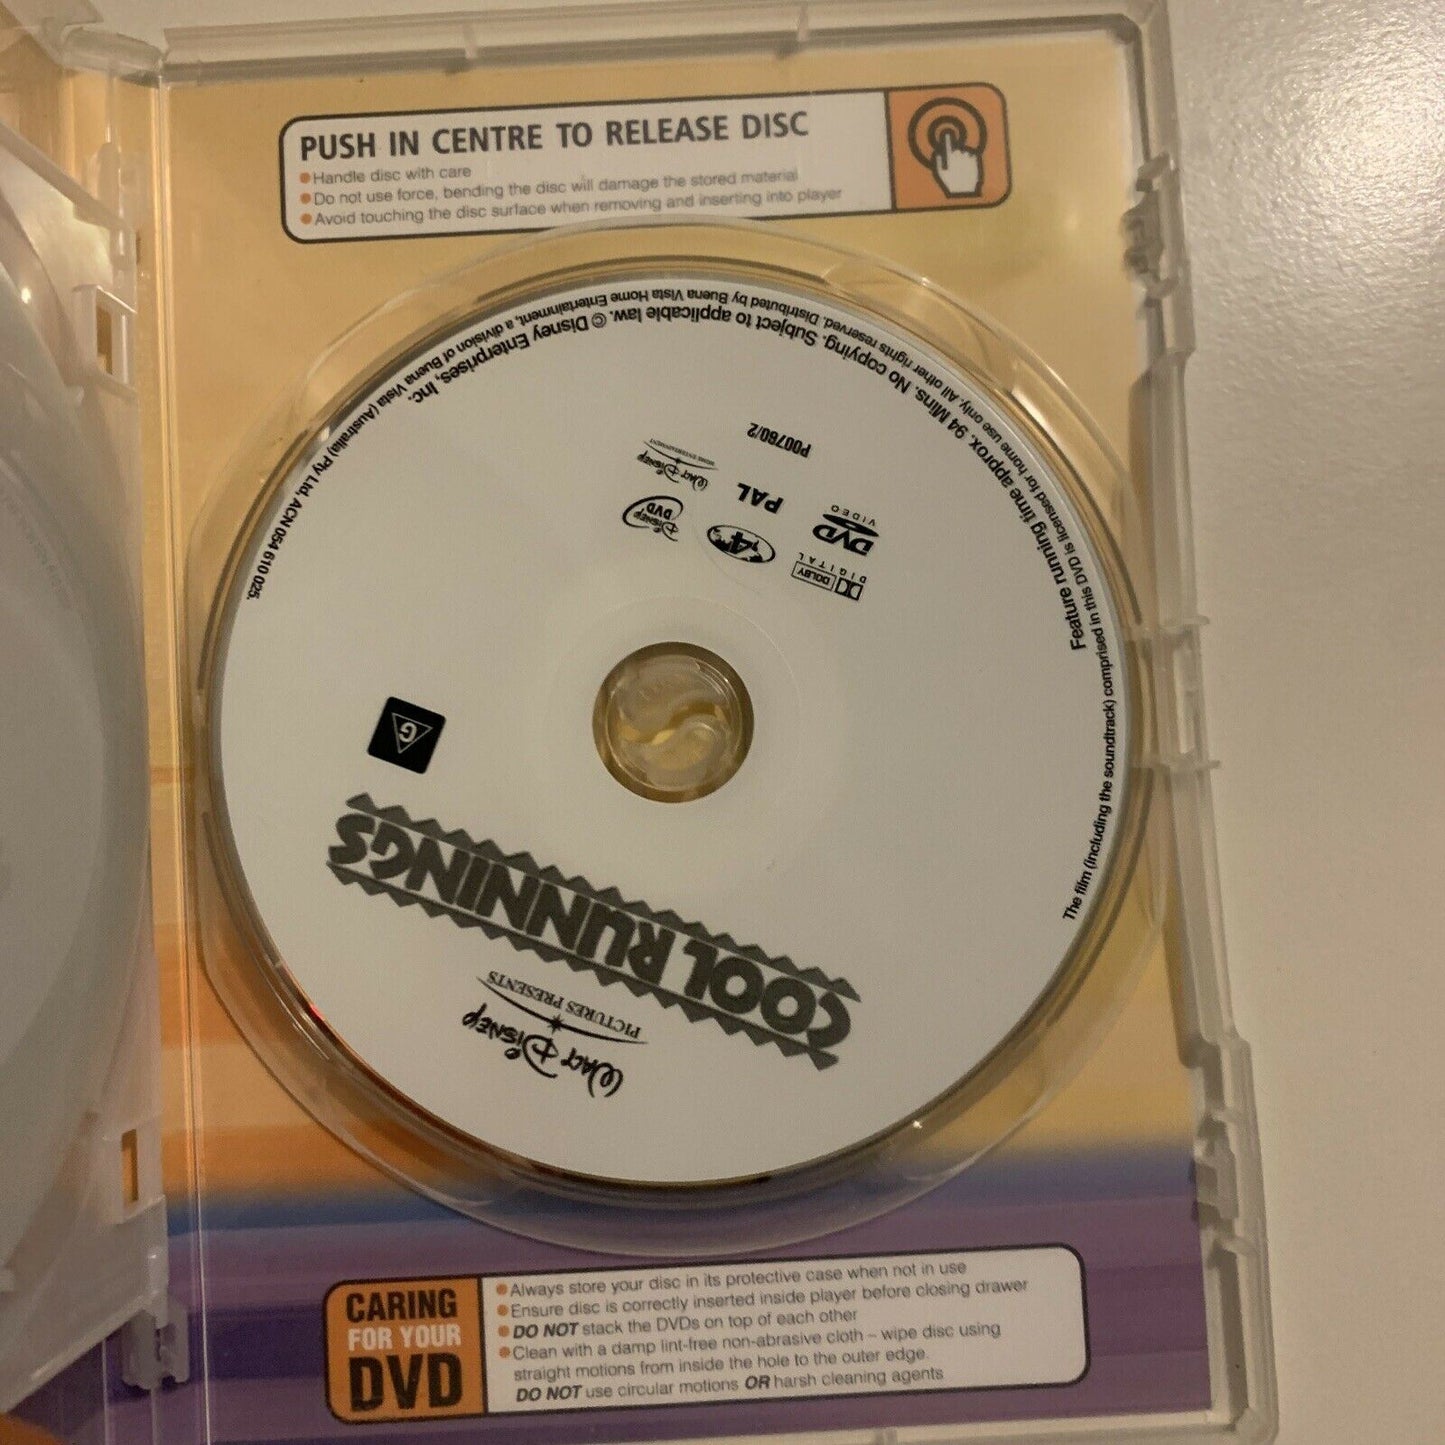 PUSH IN CENTRE TO RELEASE DISC
Handle disc with care
Do not use force, bending the disc will damage the stored material
Avoid touching the disc surface when removing and inserting into player
WALT DISNEY
PICTURES PRESENTS
COOL RUNNINGS
G
DOLBY
DIGITAL
DVD
VIDEO
4
PAL
DISNEY
DVD
WALT DISNEY
HOME ENTERTAINMENT
P00760/2
Feature running time approx. 94 Mins. No copying. Subject to applicable law. © Disney Enterprises, Inc.
The film (including the soundtrack) comprised in this DVD is licensed for home use only. All other rights reserved. Distributed by Buena Vista Home Entertainment, a division of Buena Vista (Australia) Pty Ltd, ACN 054 610 025.
CARING
FOR YOUR
DVD
Always store your disc in its protective case when not in use
Ensure disc is correctly inserted inside player before closing drawer
DO NOT stack the DVDs on top of each other
Clean with a damp lint-free non-abrasive cloth – wipe disc using
straight motions from inside the hole to the outer edge.
DO NOT use circular motions OR harsh cleaning agents